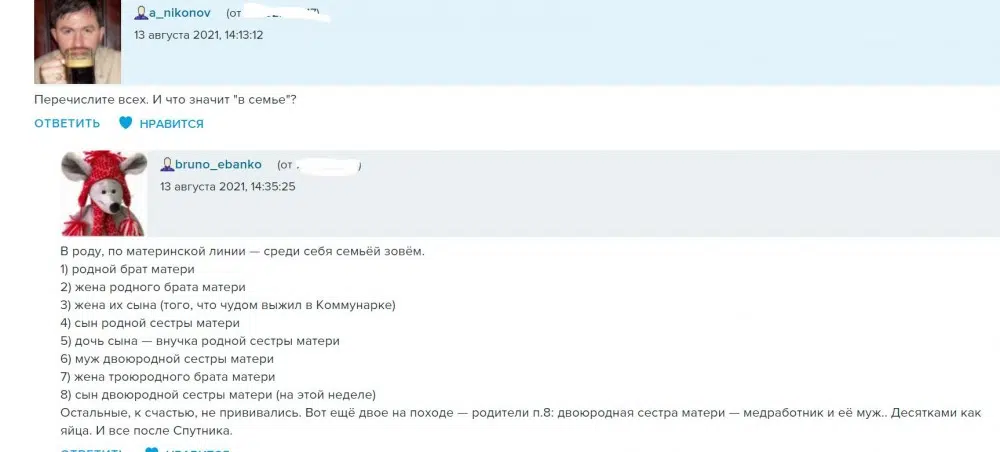 a_nikonov (от
13 августа 2021, 14:13:12
Перечислите всех. И что значит "в семье"?
ОТВЕТИТЬ НРАВИТСЯ
bruno_ebanko (от
13 августа 2021, 14:35:25
В роду, по материнской линии — среди себя семьёй зовём.
1) родной брат матери
2) жена родного брата матери
3) жена их сына (того, что чудом выжил в Коммунарке)
4) сын родной сестры матери
5) дочь сына — внучка родной сестры матери
6) муж двоюродной сестры матери
7) жена троюродного брата матери
8) сын двоюродной сестры матери (на этой неделе)
Остальные, к счастью, не прививались. Вот ещё двое на походе — родители п.8: двоюродная сестра матери — медработник и её муж.. Десятками как
яйца. И все после Спутника.
ОТВЕТИТЬ НРАВИТСЯ